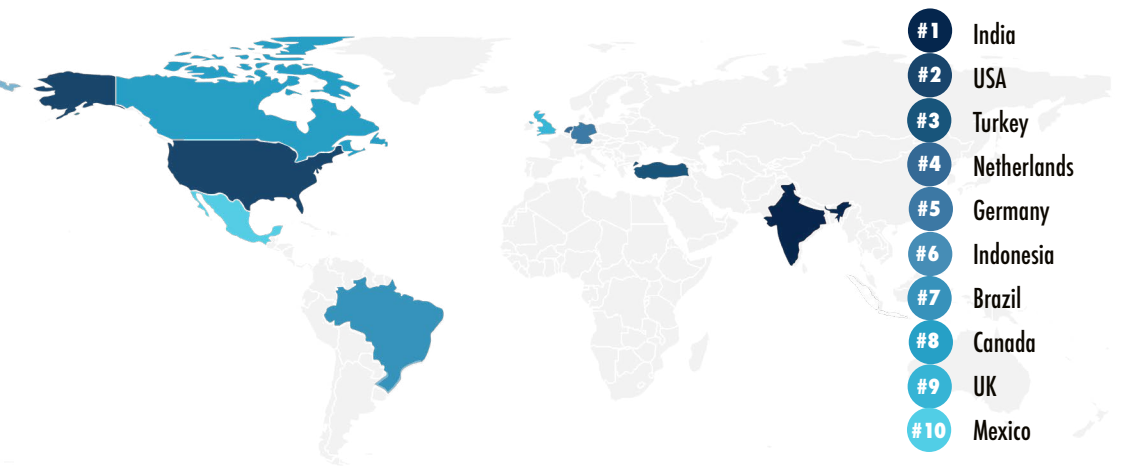 #1 India
#2 USA
#3 Turkey
#4 Netherlands
#5 Germany
#6 Indonesia
#7 Brazil
#8 Canada
#9 UK
#10 Mexico